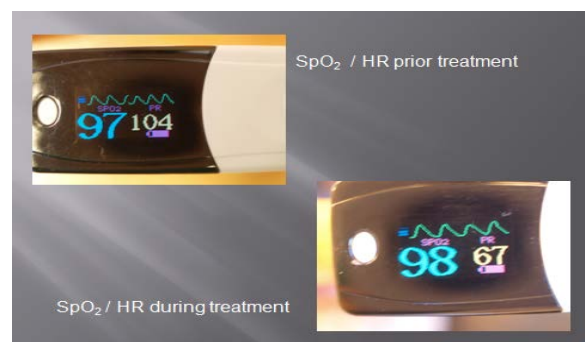 SpO₂ / HR prior treatment
SPO2 PR
97 104
SPO2 PR
98 67
SpO₂ / HR during treatment